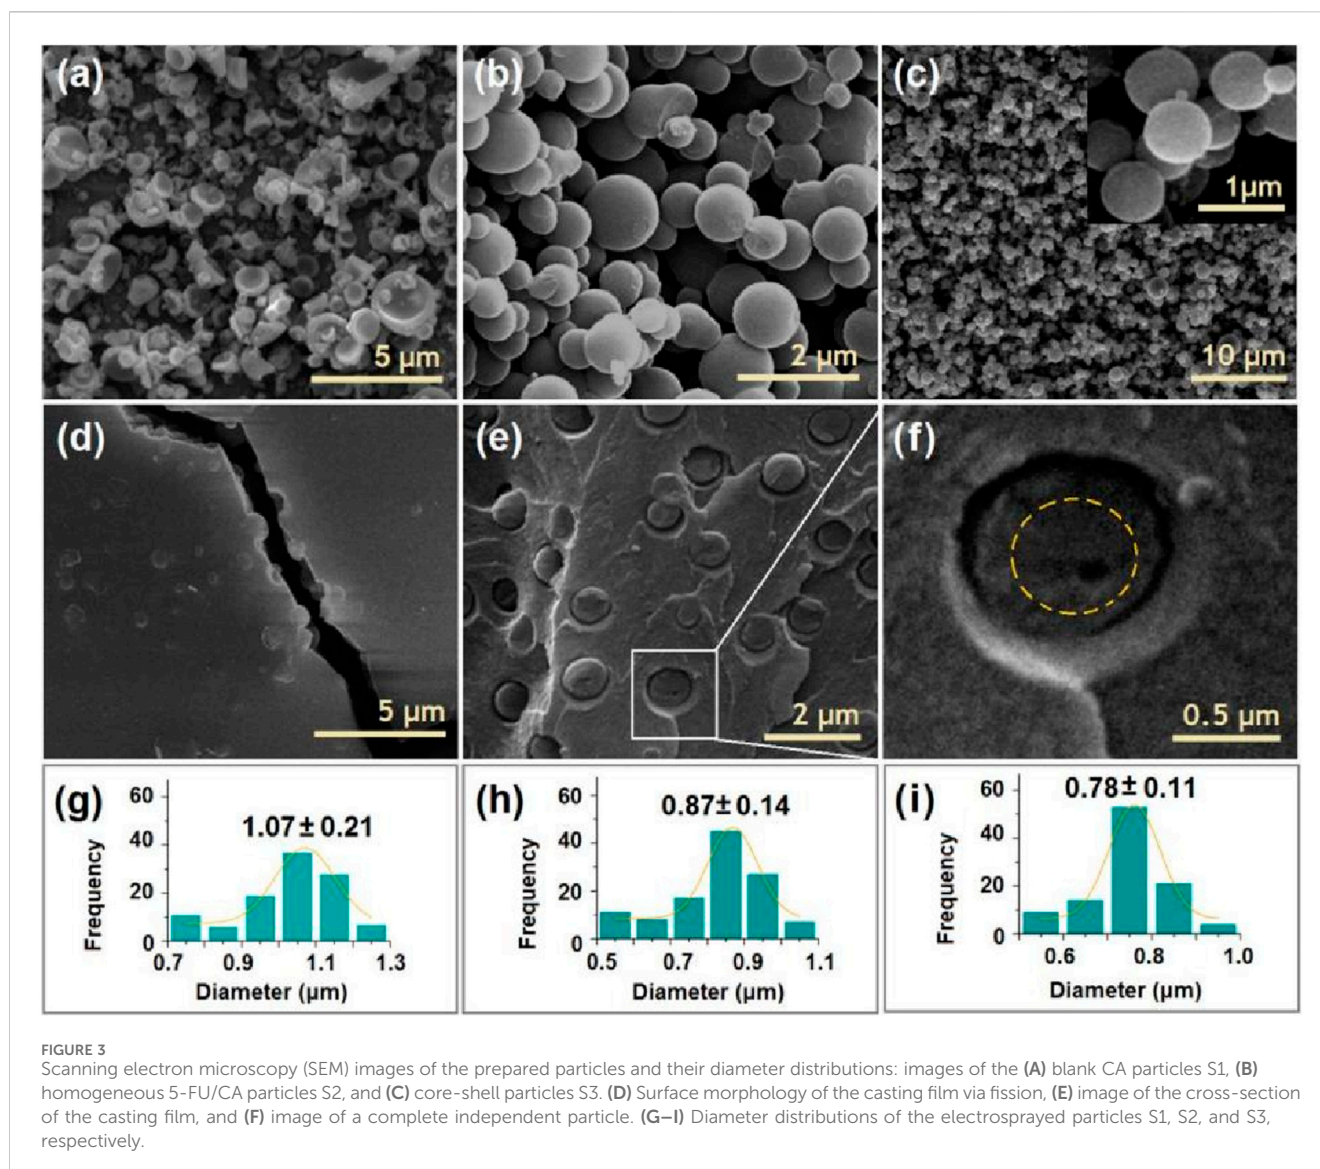 (a)
5 μm
(b)
2 μm
(c)
1μm
10 μm
(d)
5 μm
(e)
2 μm
(f)
0.5 μm
(g)
1.07± 0.21
Frequency
60
40
20
0
0.7 0.9 1.1 1.3
Diameter (μm)
(h)
0.87± 0.14
Frequency
60
40
20
0
0.5 0.7 0.9 1.1
Diameter (μm)
(i)
0.78± 0.11
Frequency
60
40
20
0
0.6 0.8 1.0
Diameter (μm)
FIGURE 3
Scanning electron microscopy (SEM) images of the prepared particles and their diameter distributions: images of the (A) blank CA particles S1, (B)
homogeneous 5-FU/CA particles S2, and (C) core-shell particles S3. (D) Surface morphology of the casting film via fission, (E) image of the cross-section
of the casting film, and (F) image of a complete independent particle. (G–I) Diameter distributions of the electrosprayed particles S1, S2, and S3,
respectively.